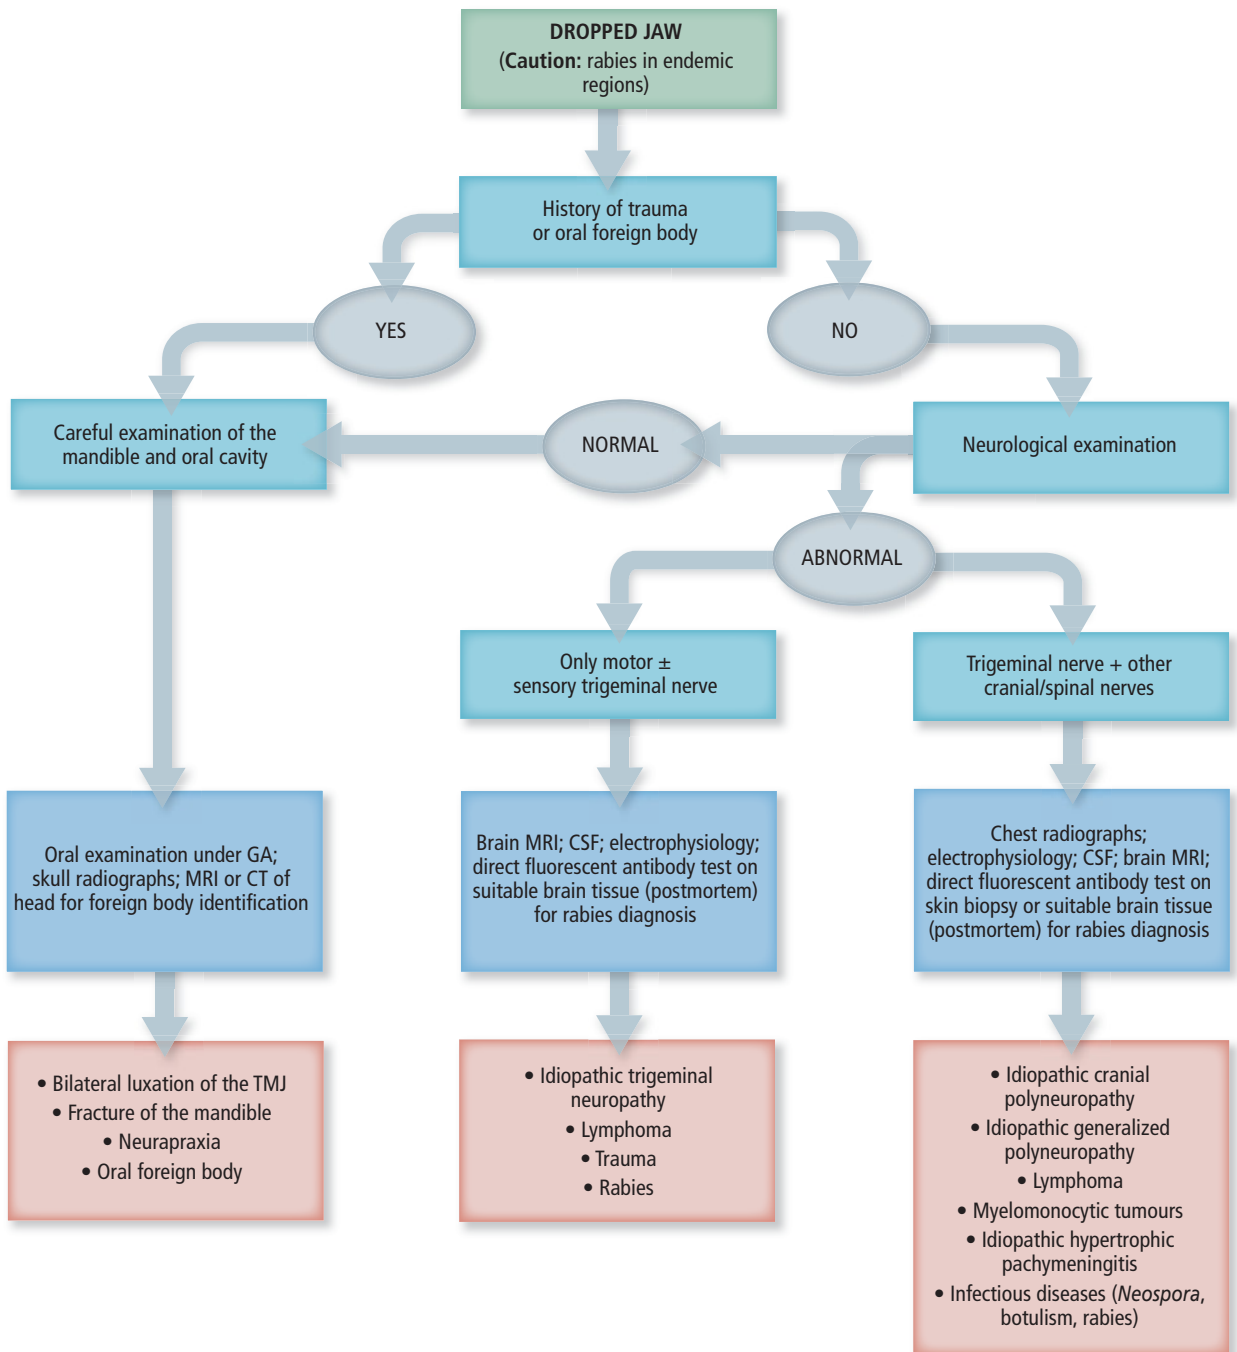 DROPPED JAW
(Caution: rabies in endemic
regions)
History of trauma
or oral foreign body
YES
NO
Careful examination of the
mandible and oral cavity
NORMAL
Neurological examination
ABNORMAL
Only motor ±
sensory trigeminal nerve
Trigeminal nerve + other
cranial/spinal nerves
Oral examination under GA;
skull radiographs; MRI or CT of
head for foreign body identification
Brain MRI; CSF; electrophysiology;
direct fluorescent antibody test on
suitable brain tissue (postmortem)
for rabies diagnosis
Chest radiographs;
electrophysiology; CSF; brain MRI;
direct fluorescent antibody test on
skin biopsy or suitable brain tissue
(postmortem) for rabies diagnosis
• Bilateral luxation of the TMJ
• Fracture of the mandible
• Neurapraxia
• Oral foreign body
• Idiopathic trigeminal
neuropathy
• Lymphoma
• Trauma
• Rabies
• Idiopathic cranial
polyneuropathy
• Idiopathic generalized
polyneuropathy
• Lymphoma
• Myelomonocytic tumours
• Idiopathic hypertrophic
pachymeningitis
• Infectious diseases (Neospora,
botulism, rabies)